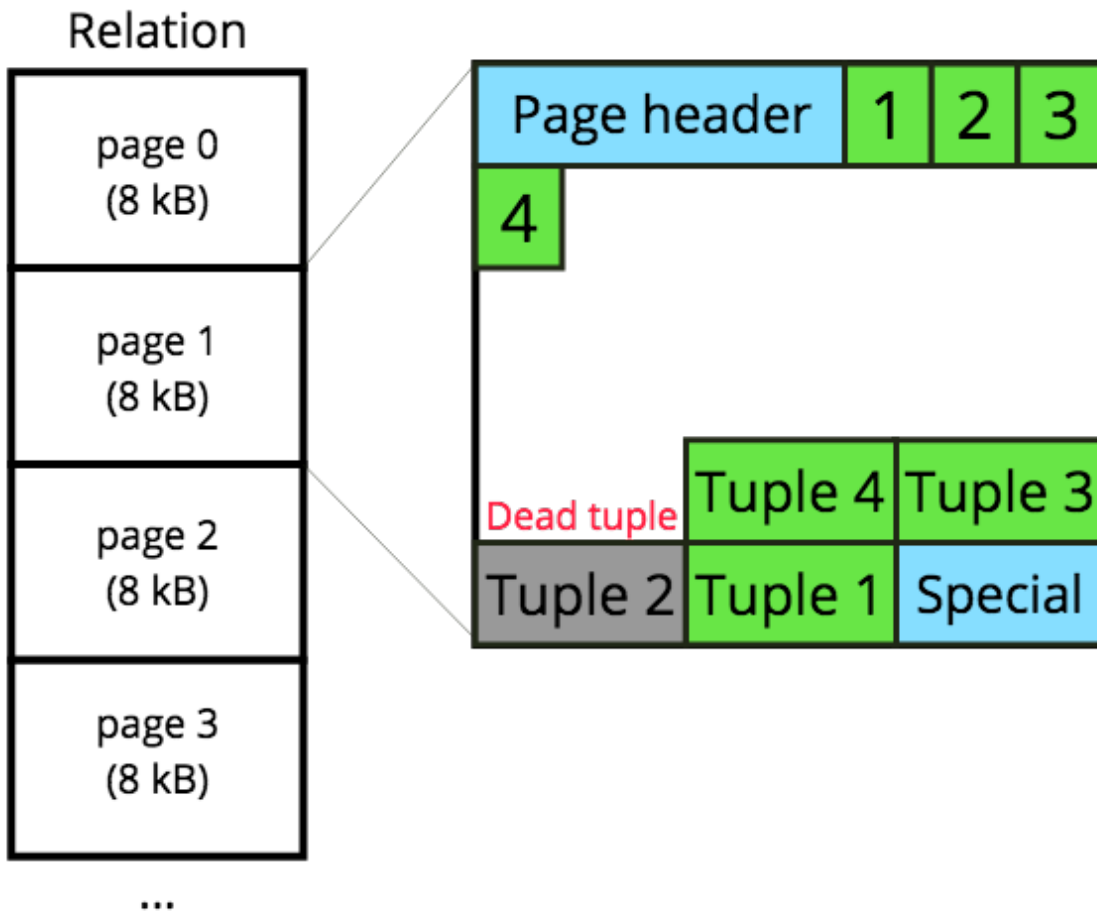 Relation
page 0
(8 kB)
page 1
(8 kB)
page 2
(8 kB)
page 3
(8 kB)
...
Page header 1 2 3
4
Tuple 4 Tuple 3
Dead tuple
Tuple 2 Tuple 1 Special